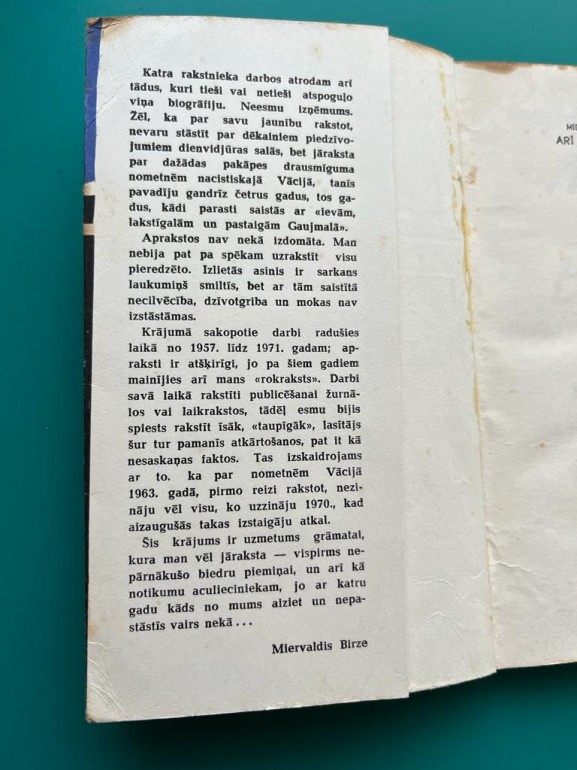 Katra rakstnieka darbos atrodam arī
tādus, kuri tieši vai netieši atspoguļo
viņa biogrāfiju. Neesmu izņēmums.
Žēl, ka par savu jaunību rakstot,
nevaru stāstīt par dēkainiem piedzīvo-
jumiem dienvidjūras salās, bet jāraksta
par dažādas pakāpes drausmīguma
nometnēm nacistiskajā Vācijā, tanīs
pavadīju gandrīz četrus gadus, tos ga-
dus, kādi parasti saistās ar «ievām,
lakstīgalām un pastaigām Gaujmalā».
Aprakstos nav nekā izdomāta. Man
nebija pat pa spēkam uzrakstīt visu
pieredzēto. Izlietās asinis ir sarkans
laukumiņš smiltīs, bet ar tām saistītā
necilvēcība, dzīvotgriba un mokas nav
izstāstāmas.
Krājumā sakopotie darbi radušies
laikā no 1957. līdz 1971. gadam; ap-
raksti ir atšķirīgi, jo pa šiem gadiem
mainījies arī mans «rokraksts». Darbi
savā laikā rakstīti publicēšanai žurnā-
los vai laikrakstos, tādēļ esmu bijis
spiests rakstīt īsāk, «taupīgāk», lasītājs
šur tur pamanīs atkārtošanos, pat it kā
nesaskaņas faktos. Tas izskaidrojams
ar to. ka par nometnēm Vācijā
1963. gadā, pirmo reizi rakstot, nezi-
nāju vēl visu, ko uzzināju 1970., kad
aizaugušās takas izstaigāju atkal.
Šis krājums ir uzmetums grāmatai,
kura man vēl jāraksta — vispirms ne-
pārnākušo biedru piemiņai, un arī kā
notikumu aculieciniekam, jo ar katru
gadu kāds no mums aiziet un nepa-
stāstīs vairs nekā...
Miervaldis Birze
ARĪ